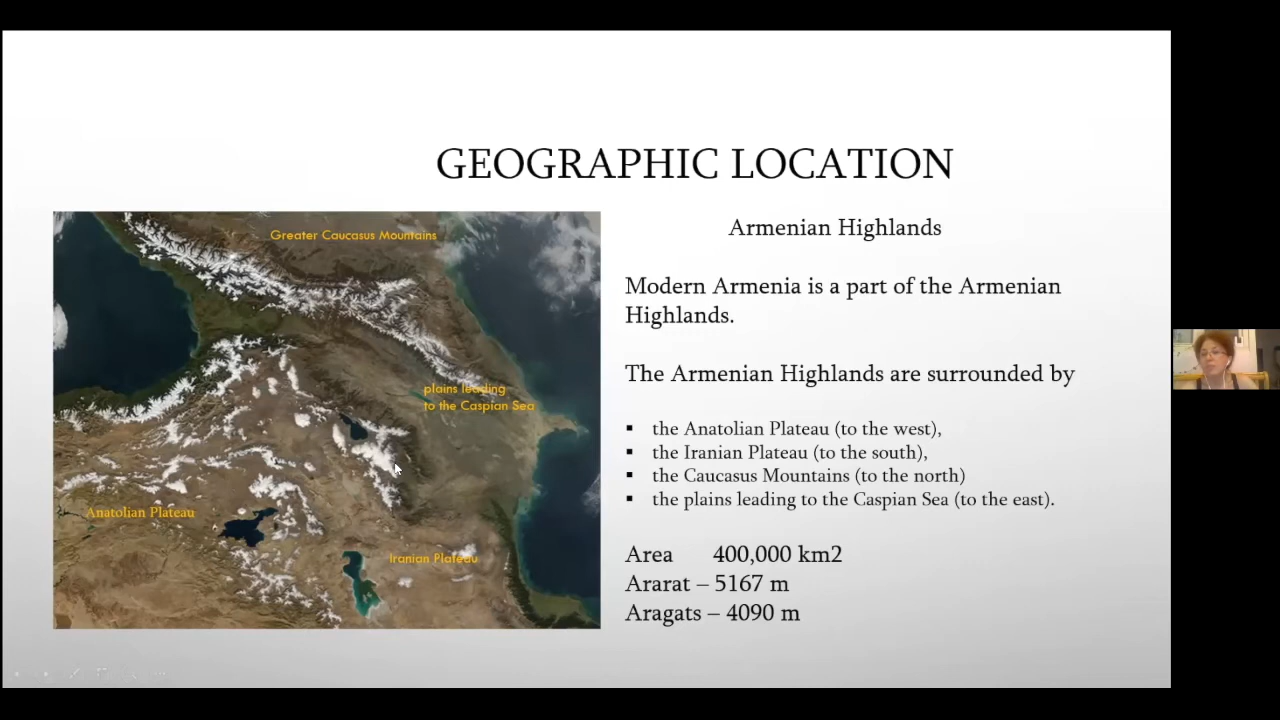 GEOGRAPHIC LOCATION
Greater Caucasus Mountains
plains leading
to the Caspian Sea
Anatolian Plateau
Iranian Plateau
Armenian Highlands
Modern Armenia is a part of the Armenian
Highlands.
The Armenian Highlands are surrounded by
▪ the Anatolian Plateau (to the west),
▪ the Iranian Plateau (to the south),
▪ the Caucasus Mountains (to the north)
▪ the plains leading to the Caspian Sea (to the east).
Area 400,000 km2
Ararat – 5167 m
Aragats – 4090 m